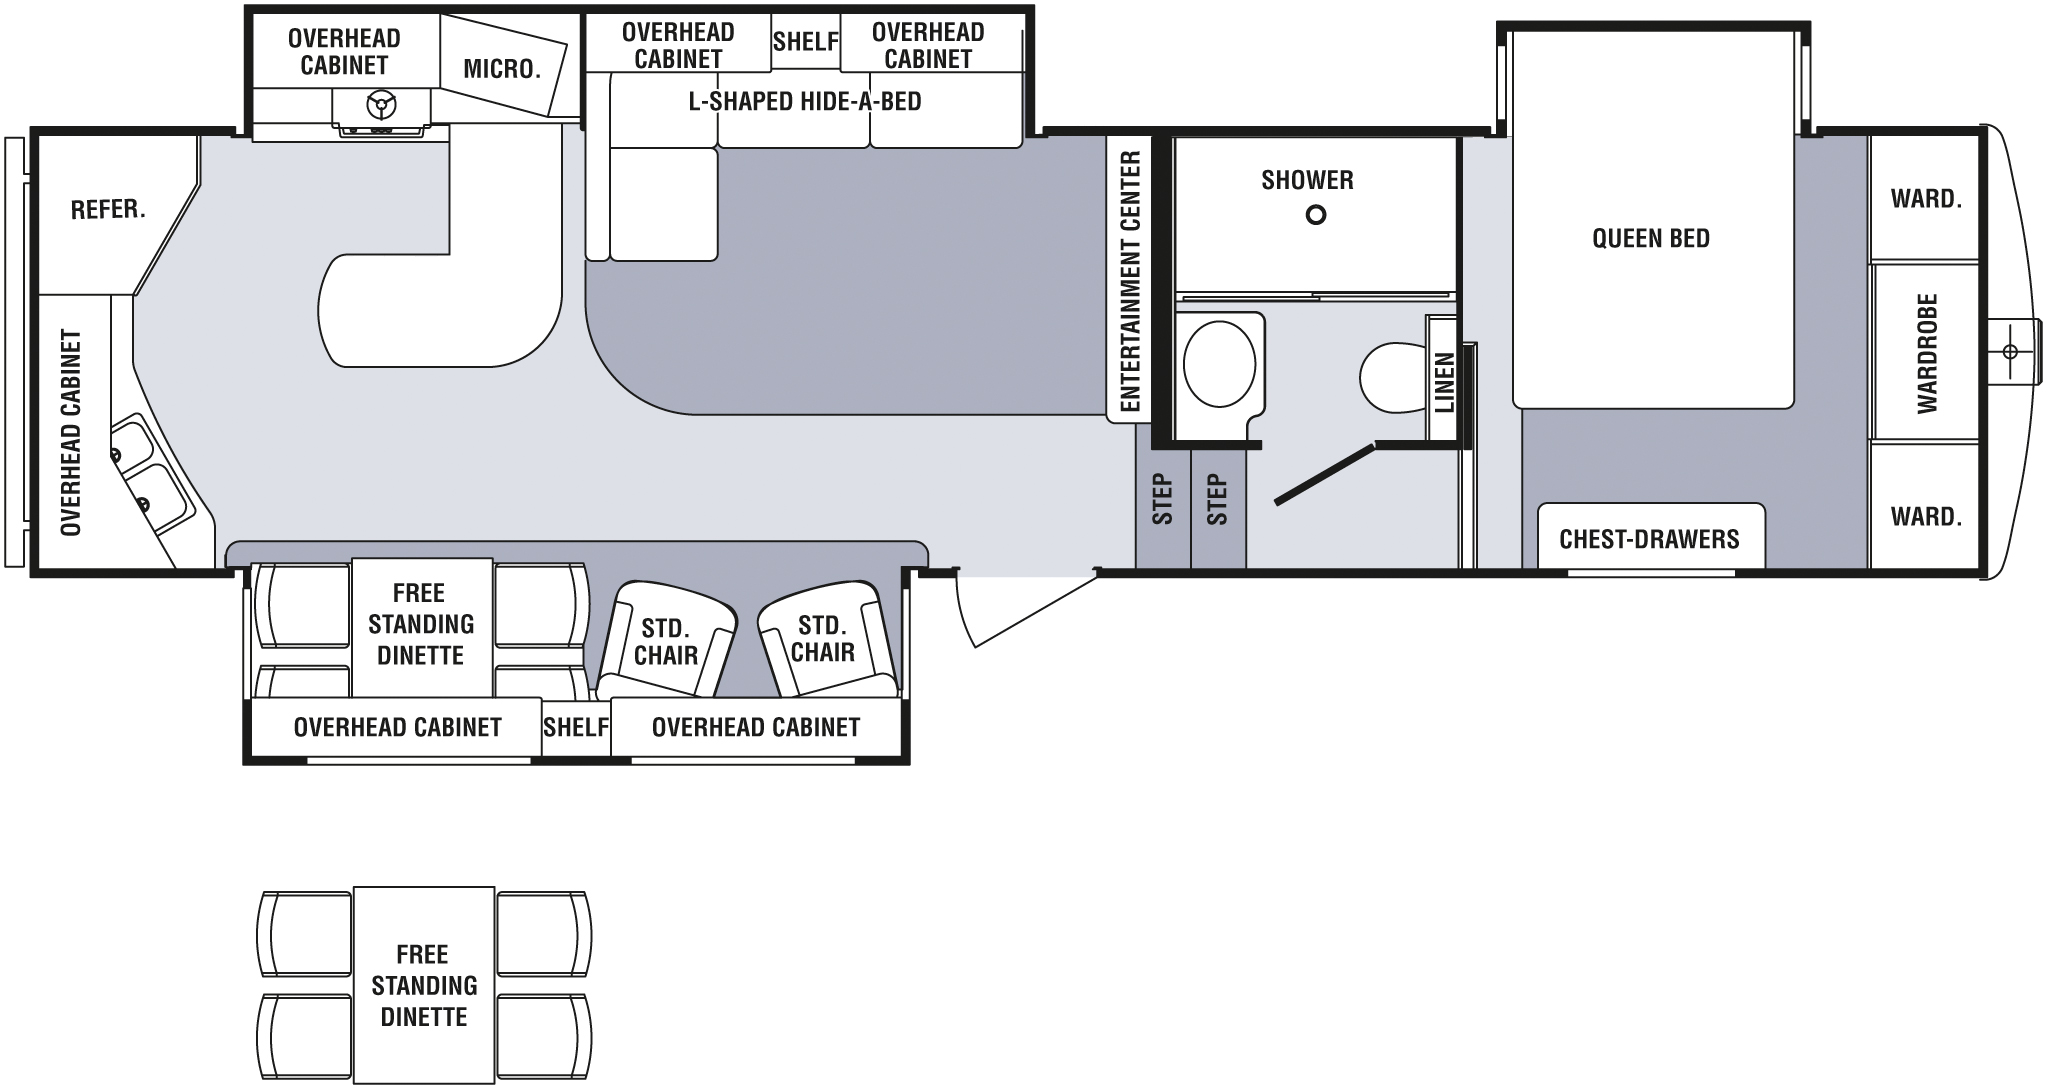 OVERHEAD
CABINET
MICRO.
OVERHEAD
CABINET
SHELF
OVERHEAD
CABINET
L-SHAPED HIDE-A-BED
REFER.
OVERHEAD CABINET
ENTERTAINMENT CENTER
SHOWER
LINEN
QUEEN BED
WARD.
WARDROBE
WARD.
STEP
STEP
CHEST-DRAWERS
FREE
STANDING
DINETTE
STD.
CHAIR
STD.
CHAIR
OVERHEAD CABINET
SHELF
OVERHEAD CABINET
FREE
STANDING
DINETTE